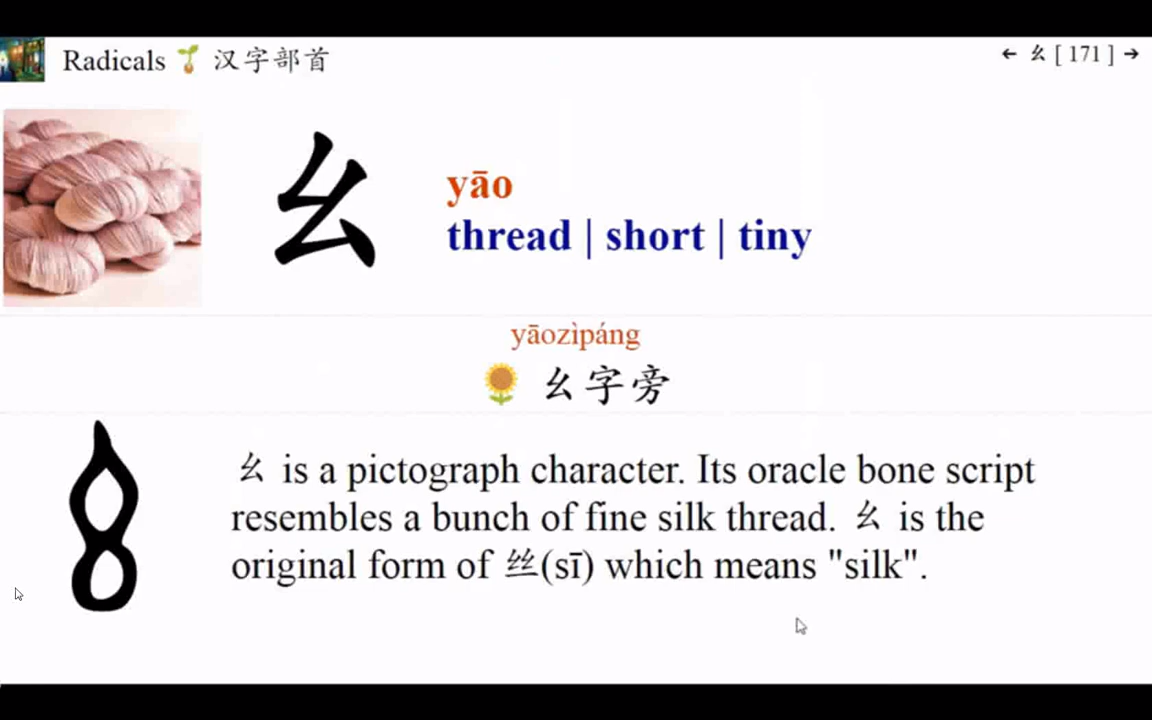 Radicals 🌱 汉字部首
← 幺 [ 171 ] →
幺
yāo
thread | short | tiny
yāozìpáng
🌻 幺字旁
幺 is a pictograph character. Its oracle bone script
resembles a bunch of fine silk thread. 幺 is the
original form of 丝(sī) which means "silk".